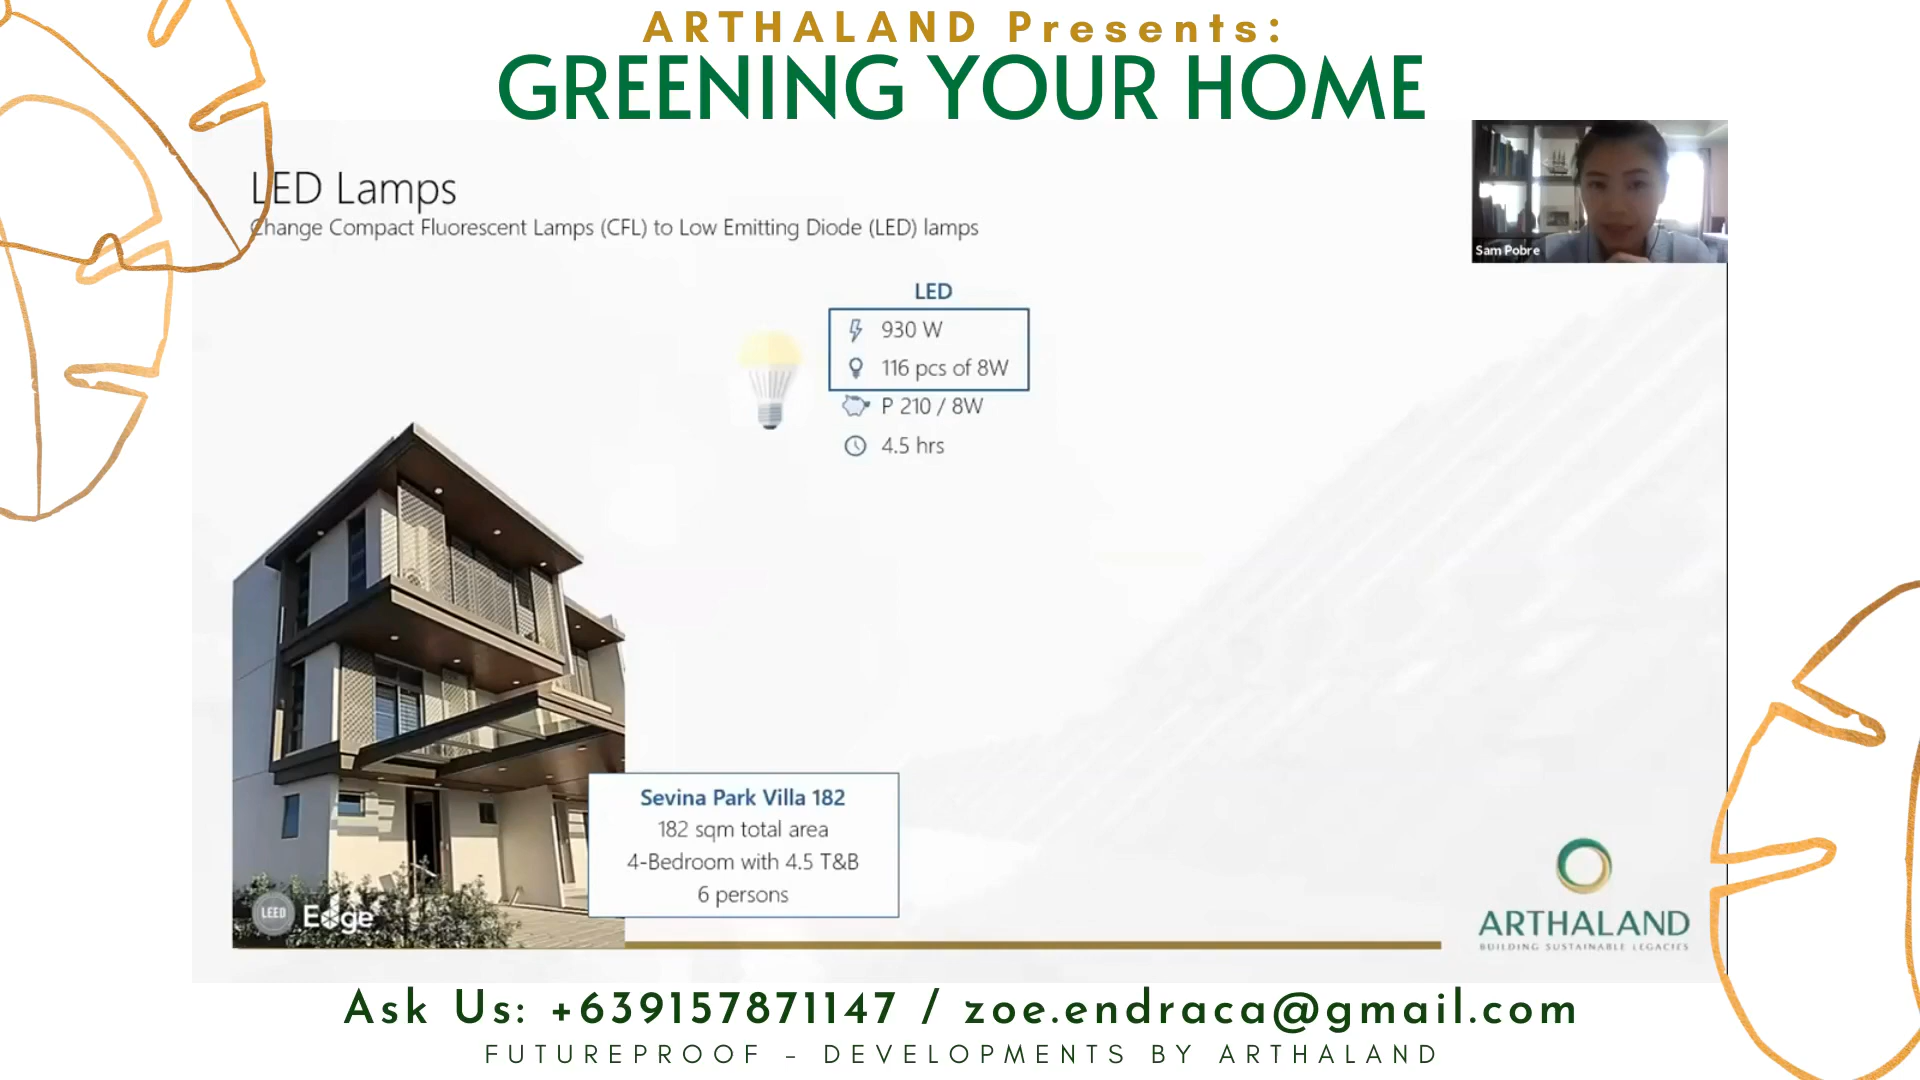 ARTHALAND Presents:
GREENING YOUR HOME
LED Lamps
Change Compact Fluorescent Lamps (CFL) to Low Emitting Diode (LED) lamps
Sam Pobre
LED
930 W
116 pcs of 8W
P 210 / 8W
4.5 hrs
Sevina Park Villa 182
182 sqm total area
4-Bedroom with 4.5 T&B
6 persons
LEED Edge
ARTHALAND
BUILDING SUSTAINABLE LEGACIES
Ask Us: +639157871147 / zoe.endraca@gmail.com
FUTUREPROOF – DEVELOPMENTS BY ARTHALAND